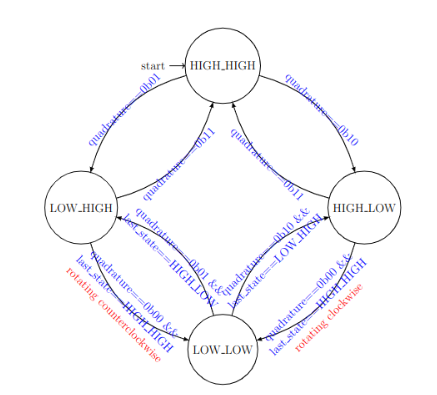 start
HIGH_HIGH
quadrature==0b01
quadrature==0b10
quadrature==0b11
quadrature==0b11
LOW_HIGH
HIGH_LOW
quadrature==0b01 &&
last_state==HIGH_LOW
quadrature==0b10 &&
last_state==LOW_HIGH
quadrature==0b00 &&
last_state==HIGH_HIGH
rotating counterclockwise
quadrature==0b00 &&
last_state==HIGH_HIGH
rotating clockwise
LOW_LOW